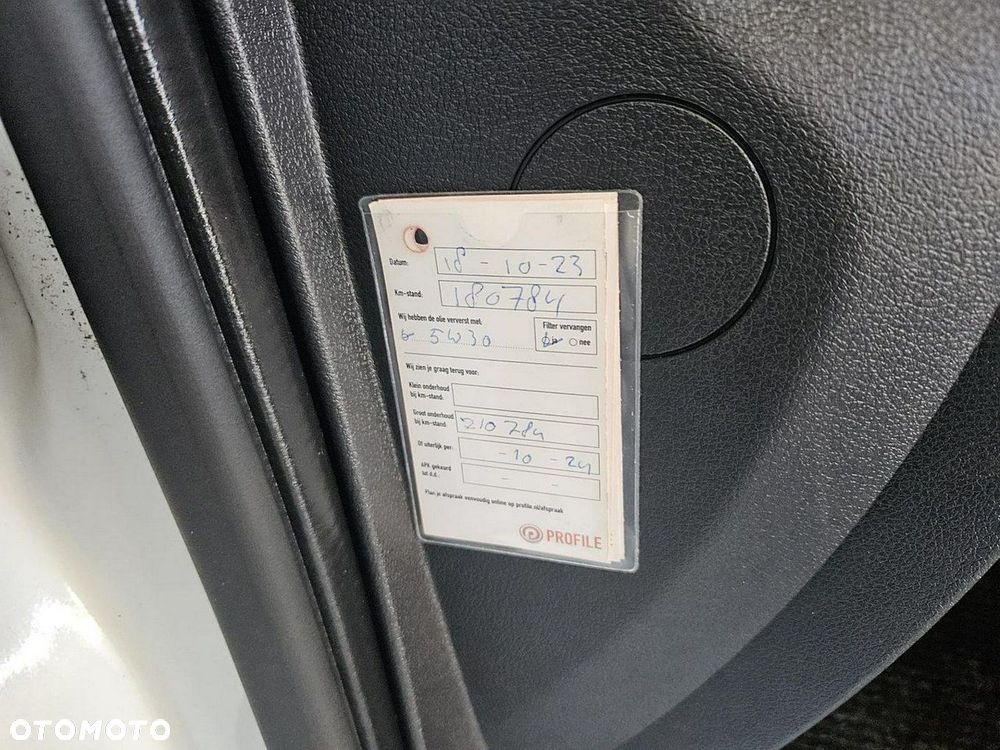 Datum: 18-10-23
Km-stand: 180784
Wij hebben de olie ververst met:
5W30
Filter vervangen
nee
Wij zien je graag terug voor:
Klein onderhoud
bij km-stand:
Groot onderhoud
bij km-stand: 210784
Of uiterlijk per: -10-24
APK gekeurd
tot d.d.: - -
Plan je afspraak eenvoudig online op profile.nl/afspraak
PROFILE
OTOMOTO